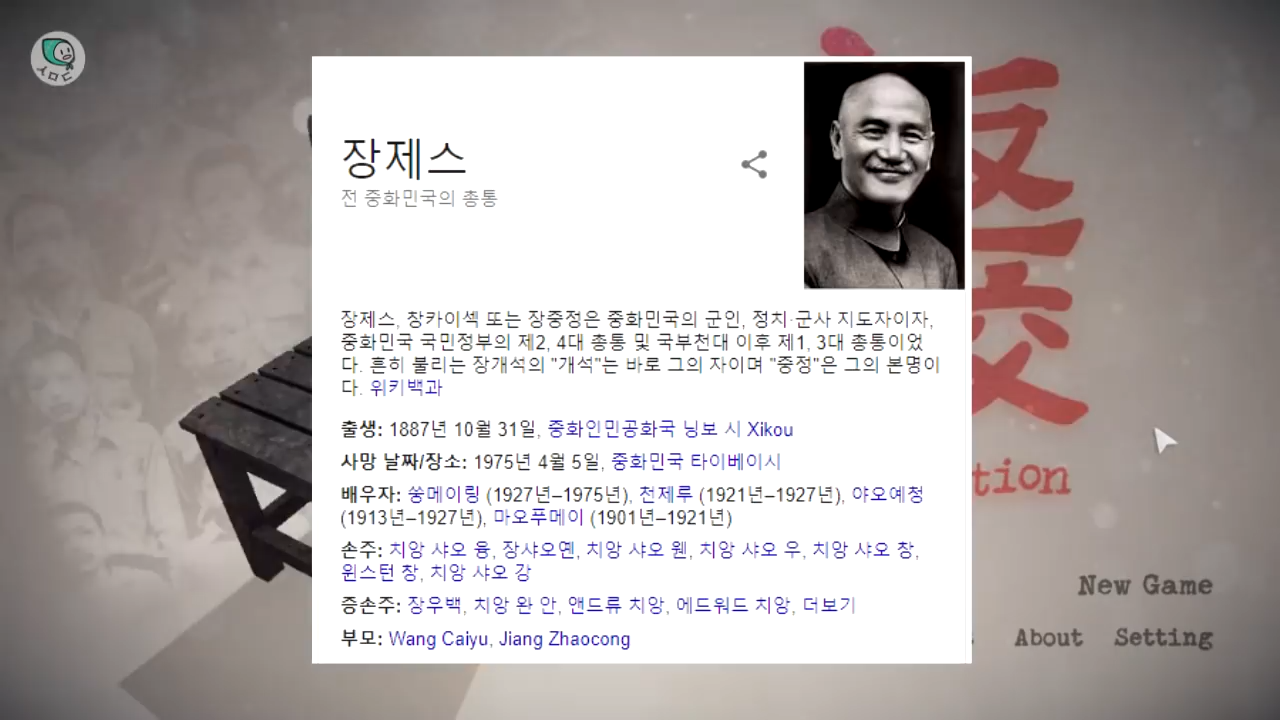 ㅅㅁㄷ
장제스
전 중화민국의 총통
장제스, 창카이섹 또는 장중정은 중화민국의 군인, 정치·군사 지도자이자,
중화민국 국민정부의 제2, 4대 총통 및 국부천대 이후 제1, 3대 총통이었
다. 흔히 불리는 장개석의 "개석"는 바로 그의 자이며 "중정"은 그의 본명이
다. 위키백과
출생: 1887년 10월 31일, 중화인민공화국 닝보 시 Xikou
사망 날짜/장소: 1975년 4월 5일, 중화민국 타이베이시
배우자: 쑹메이링 (1927년–1975년), 천제루 (1921년–1927년), 야오예청
(1913년–1927년), 마오푸메이 (1901년–1921년)
손주: 치앙 샤오 융, 장샤오옌, 치앙 샤오 웬, 치앙 샤오 우, 치앙 샤오 창,
윈스턴 창, 치앙 샤오 강
증손주: 장우백, 치앙 완 안, 앤드류 치앙, 에드워드 치앙, 더보기
부모: Wang Caiyu, Jiang Zhaocong
返校
tion
New Game
About Setting